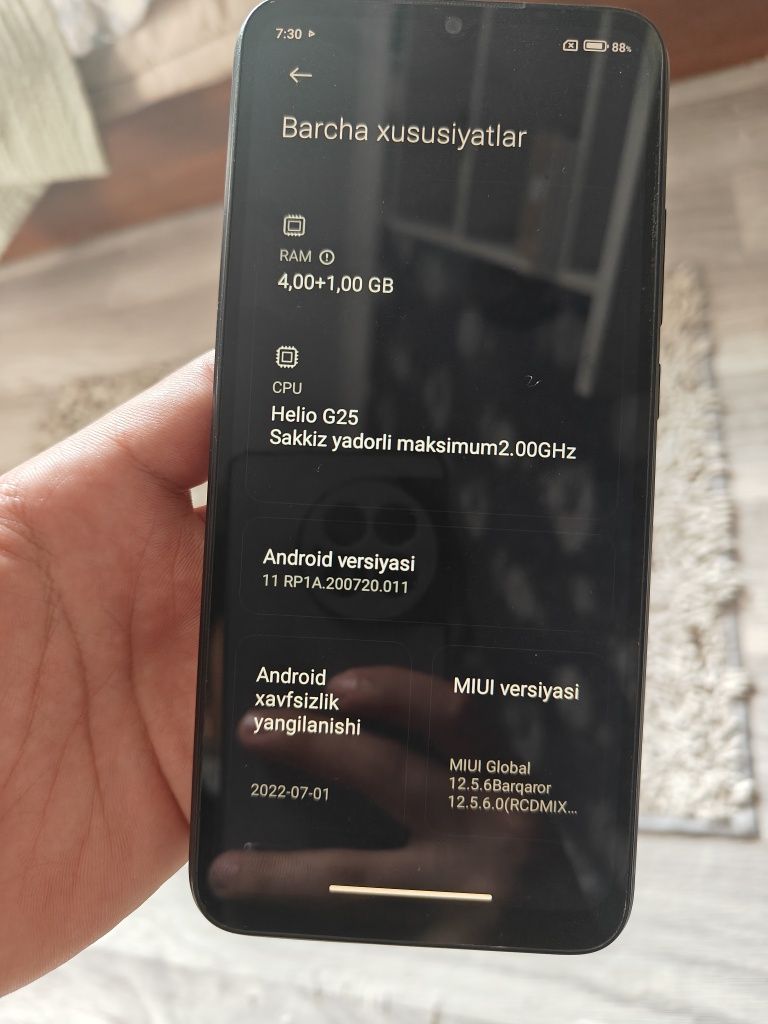 7:30
88%
Barcha xususiyatlar
RAM
4,00+1,00 GB
CPU
Helio G25
Sakkiz yadorli maksimum2.00GHz
Android versiyasi
11 RP1A.200720.011
Android
xavfsizlik
yangilanishi
2022-07-01
MIUI versiyasi
MIUI Global
12.5.6Barqaror
12.5.6.0(RCDMIX...